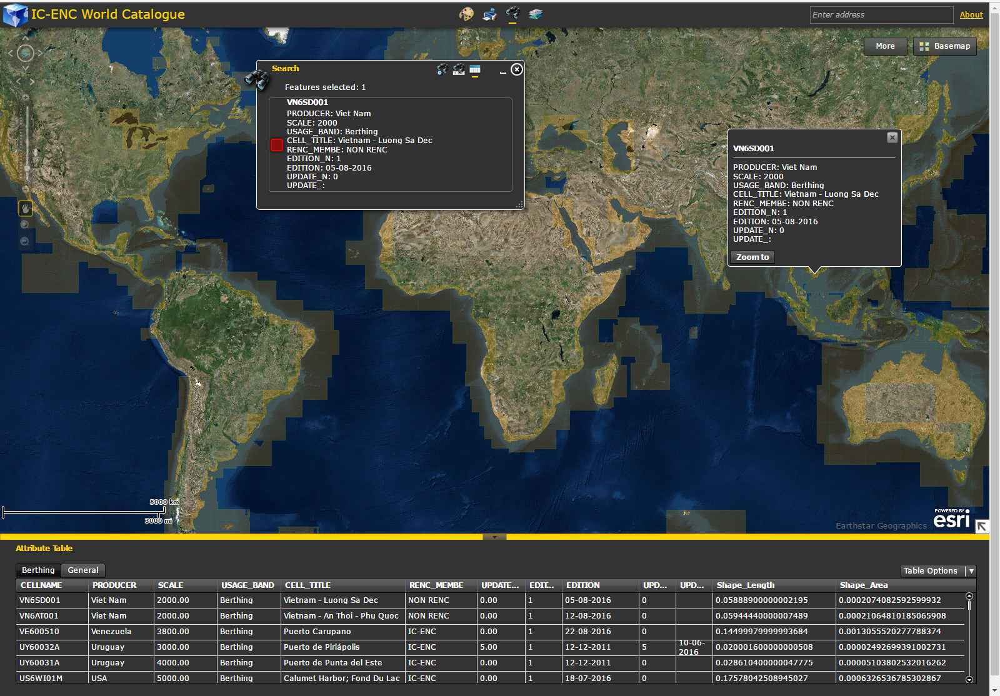 IC-ENC World Catalogue
Enter address
About
More
Basemap
Search
Features selected: 1
VN6SD001
PRODUCER: Viet Nam
SCALE: 2000
USAGE_BAND: Berthing
CELL_TITLE: Vietnam - Luong Sa Dec
RENC_MEMBE: NON RENC
EDITION_N: 1
EDITION: 05-08-2016
UPDATE_N: 0
UPDATE_:
VN6SD001
PRODUCER: Viet Nam
SCALE: 2000
USAGE_BAND: Berthing
CELL_TITLE: Vietnam - Luong Sa Dec
RENC_MEMBE: NON RENC
EDITION_N: 1
EDITION: 05-08-2016
UPDATE_N: 0
UPDATE_:
Zoom to
5000 km
3000 mi
Earthstar Geographics
POWERED BY
esri
Attribute Table
Berthing General
Table Options
CELLNAME PRODUCER SCALE USAGE_BAND CELL_TITLE RENC_MEMBE UPDATE... EDIT... EDITION UPD... UPD... Shape_Length Shape_Area
VN6SD001 Viet Nam 2000.00 Berthing Vietnam - Luong Sa Dec NON RENC 0.00 1 05-08-2016 0 0.05888900000002195 0.0002074082592599932
VN6AT001 Viet Nam 2000.00 Berthing Vietnam - An Thoi - Phu Quoc NON RENC 0.00 1 12-08-2016 0 0.05944440000007489 0.00021064810185065908
VE600510 Venezuela 3800.00 Berthing Puerto Carupano IC-ENC 0.00 1 22-08-2016 0 0.14499979999993684 0.0013055520277788374
UY60032A Uruguay 3000.00 Berthing Puerto de Piriápolis IC-ENC 5.00 1 12-12-2011 5 10-06-2016 0.020001600000000508 0.00002492699391002731
UY60031A Uruguay 4000.00 Berthing Puerto de Punta del Este IC-ENC 0.00 1 12-12-2011 0 0.028610400000047775 0.00005103802532016262
US6WI01M USA 5000.00 Berthing Calumet Harbor; Fond Du Lac IC-ENC 0.00 1 18-07-2016 0 0.17578042508945027 0.0006326536785302867